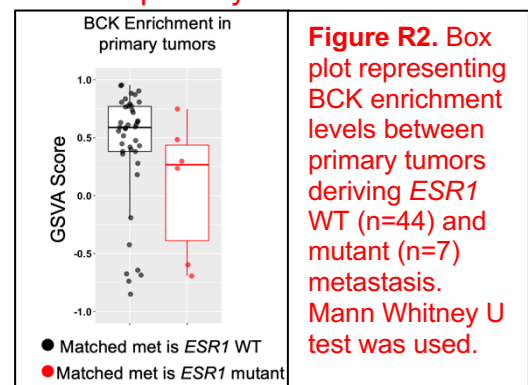 BCK Enrichment in
primary tumors
GSVA Score
1.0
0.5
0.0
-0.5
-1.0
● Matched met is ESR1 WT
● Matched met is ESR1 mutant
Figure R2. Box
plot representing
BCK enrichment
levels between
primary tumors
deriving ESR1
WT (n=44) and
mutant (n=7)
metastasis.
Mann Whitney U
test was used.